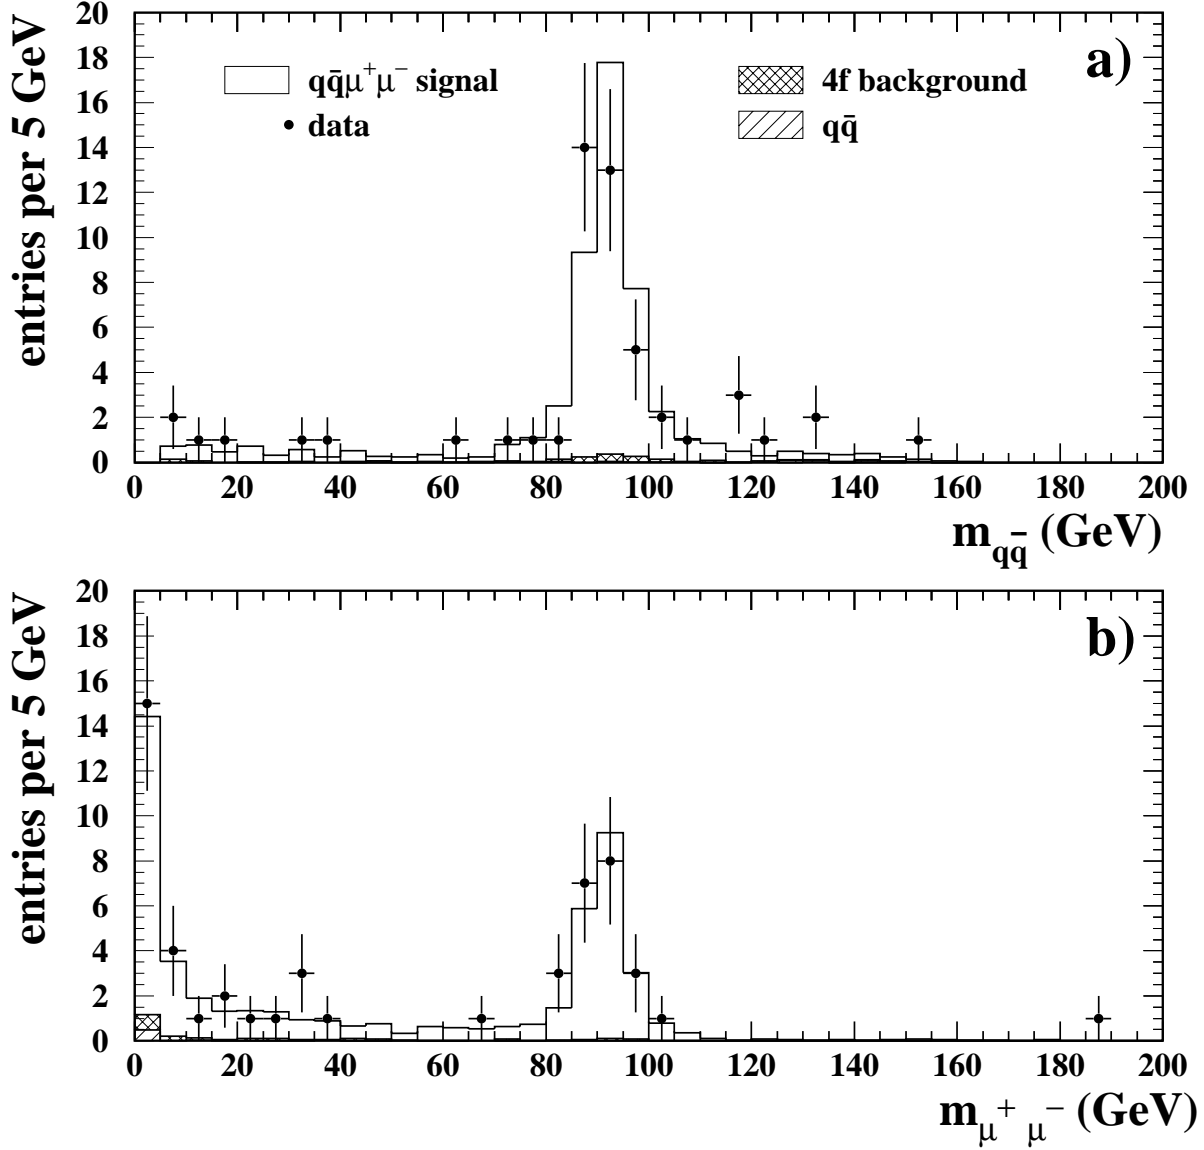 entries per 5 GeV
20
18
16
14
12
10
8
6
4
2
0
a)
qq̄μ⁺μ⁻ signal
data
4f background
qq̄
0 20 40 60 80 100 120 140 160 180 200
m_qq̄ (GeV)
entries per 5 GeV
20
18
16
14
12
10
8
6
4
2
0
b)
0 20 40 60 80 100 120 140 160 180 200
m_μ⁺ μ⁻ (GeV)